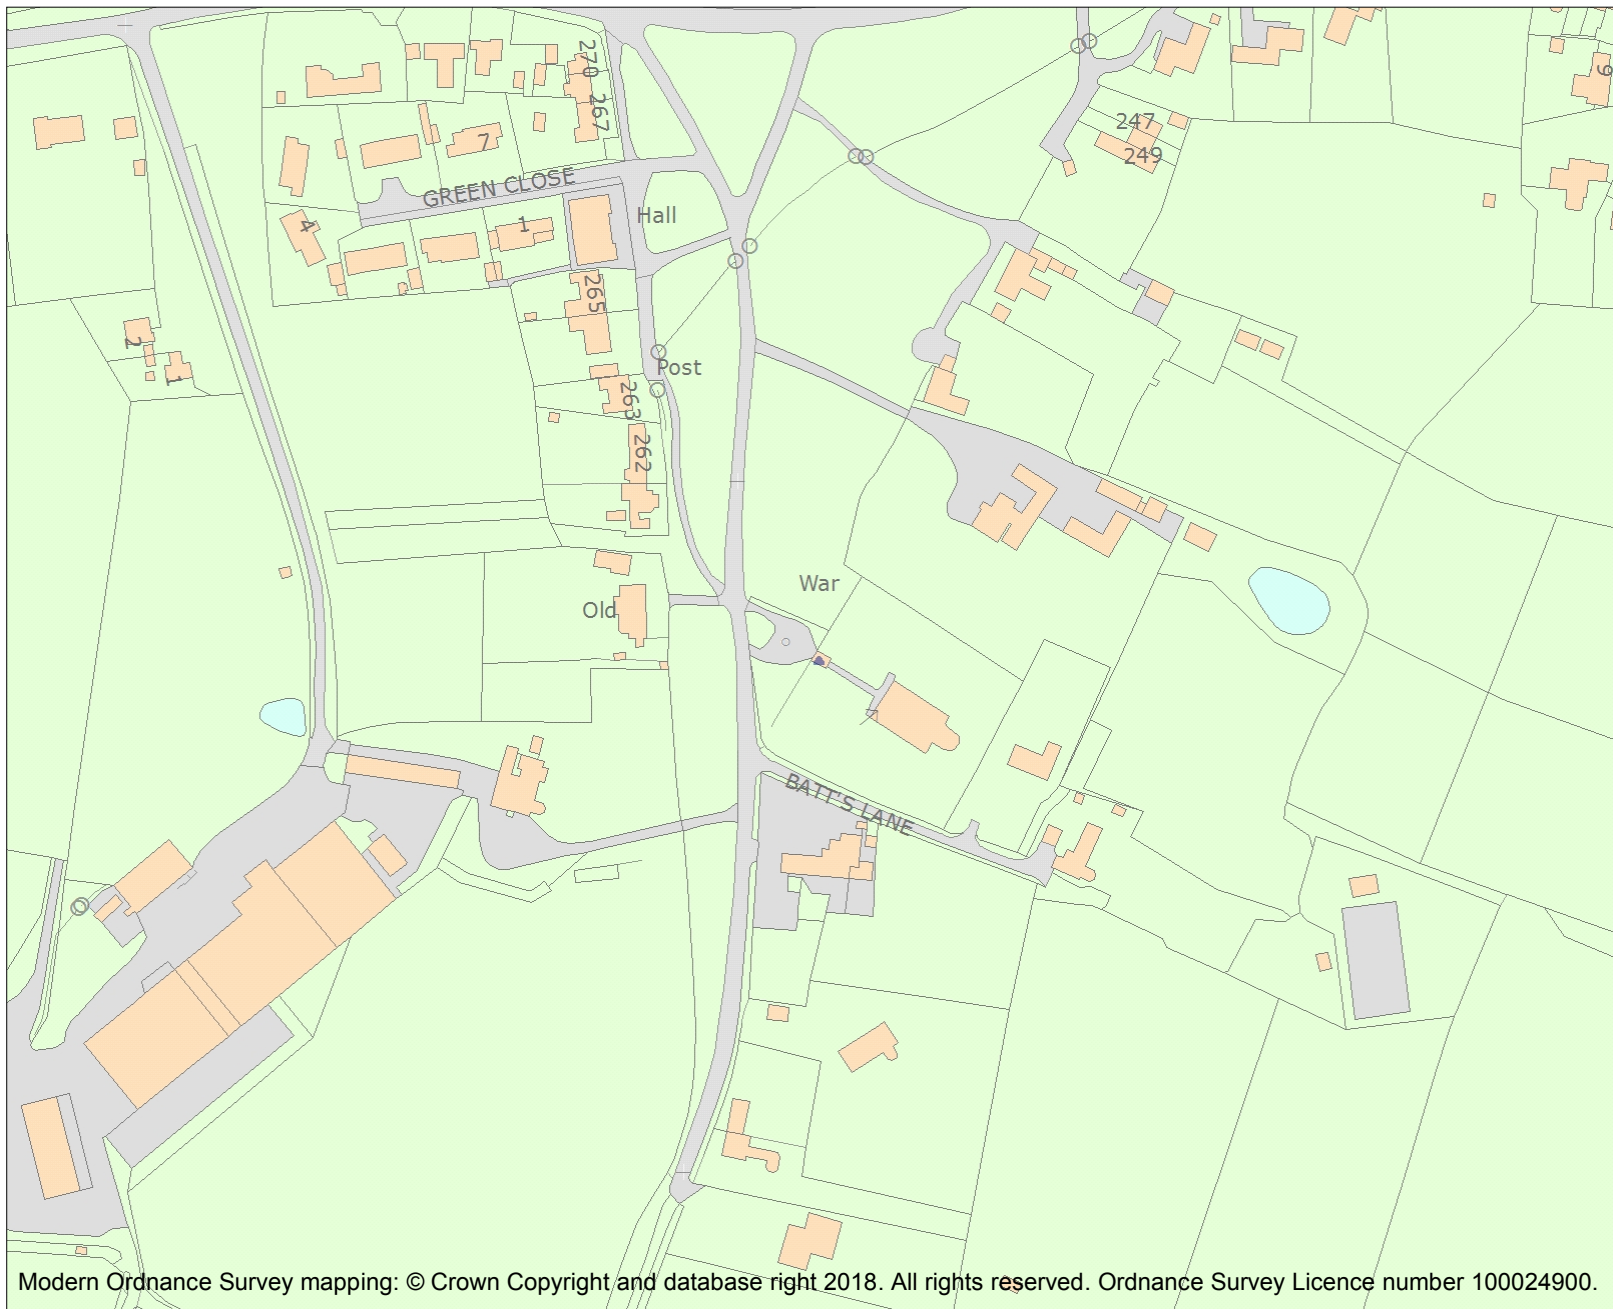 270
267
9
247
249
7
GREEN CLOSE
4
1
Hall
265
2
1
Post
263
262
War
Old
BATT'S LANE
Modern Ordnance Survey mapping: © Crown Copyright and database right 2018. All rights reserved. Ordnance Survey Licence number 100024900.